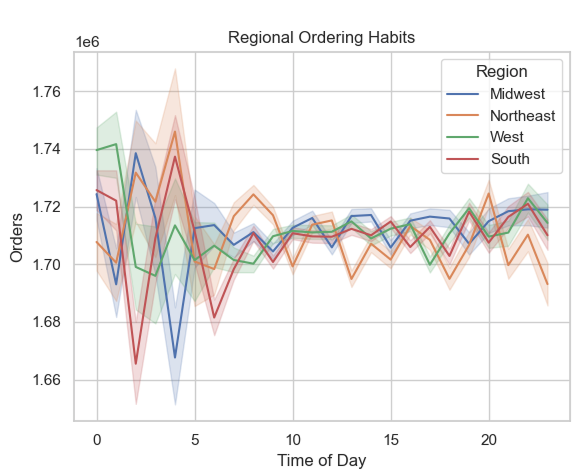 Regional Ordering Habits
1e6
1.76
1.74
1.72
1.70
1.68
1.66
Orders
0
5
10
15
20
Time of Day
Region
Midwest
Northeast
West
South